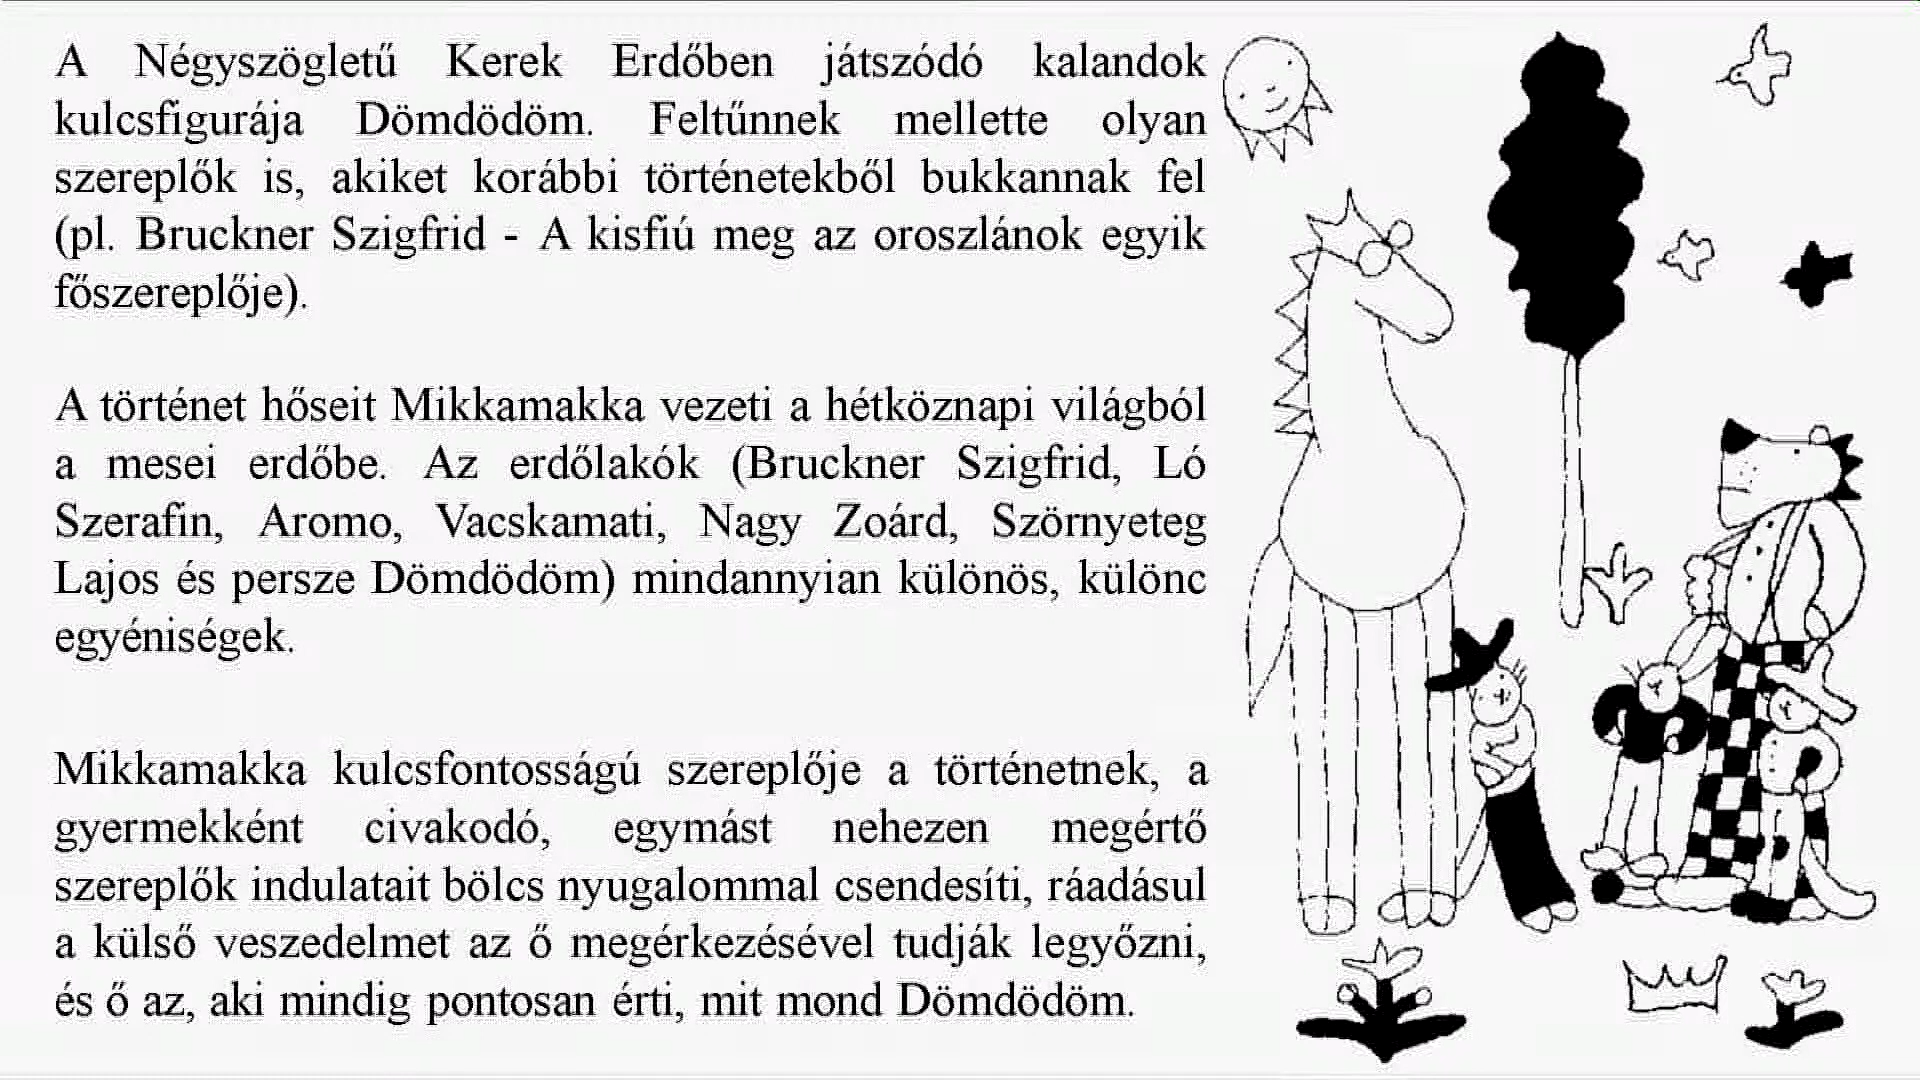 A Négyszögletű Kerek Erdőben játszódó kalandok
kulcsfigurája Dömdödöm. Feltűnnek mellette olyan
szereplők is, akiket korábbi történetekből bukkannak fel
(pl. Bruckner Szigfrid - A kisfiú meg az oroszlánok egyik
főszereplője).
A történet hőseit Mikkamakka vezeti a hétköznapi világból
a mesei erdőbe. Az erdőlakók (Bruckner Szigfrid, Ló
Szerafin, Aromo, Vacskamati, Nagy Zoárd, Szörnyeteg
Lajos és persze Dömdödöm) mindannyian különös, különc
egyéniségek.
Mikkamakka kulcsfontosságú szereplője a történetnek, a
gyermekként civakodó, egymást nehezen megértő
szereplők indulatait bölcs nyugalommal csendesíti, ráadásul
a külső veszedelmet az ő megérkezésével tudják legyőzni,
és ő az, aki mindig pontosan érti, mit mond Dömdödöm.